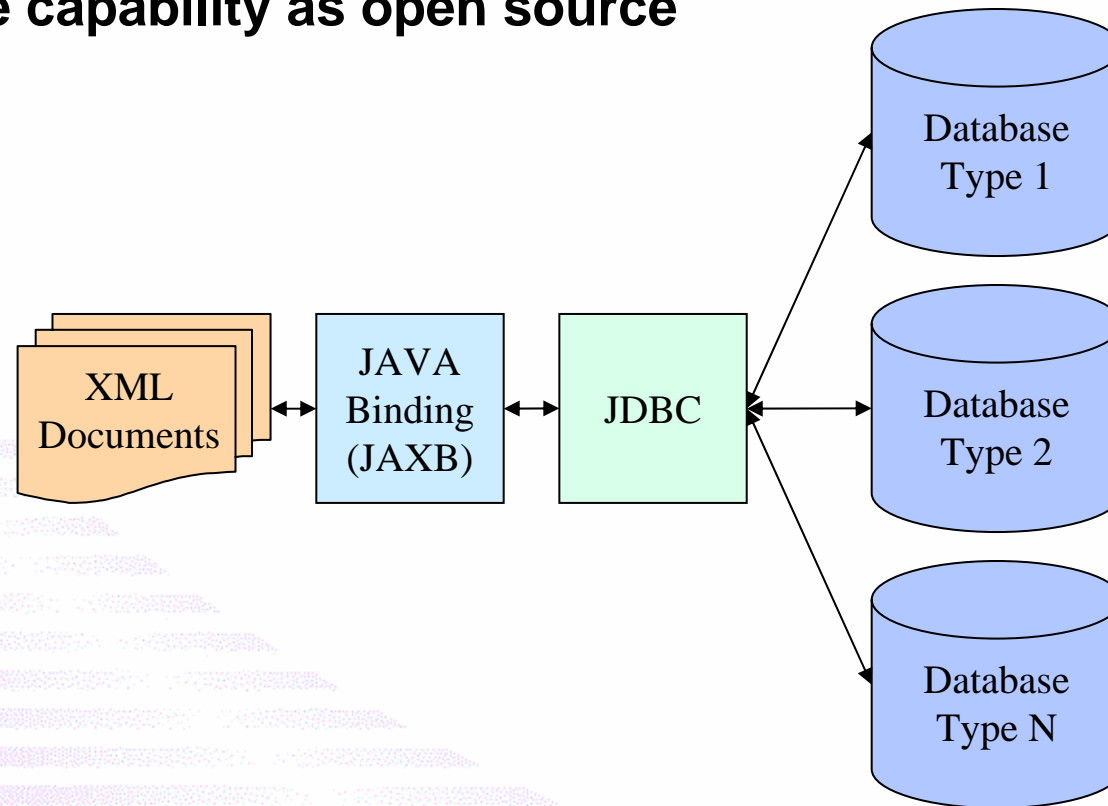 e capability as open source
Database
Type 1
XML
Documents
JAVA
Binding
(JAXB)
JDBC
Database
Type 2
Database
Type N